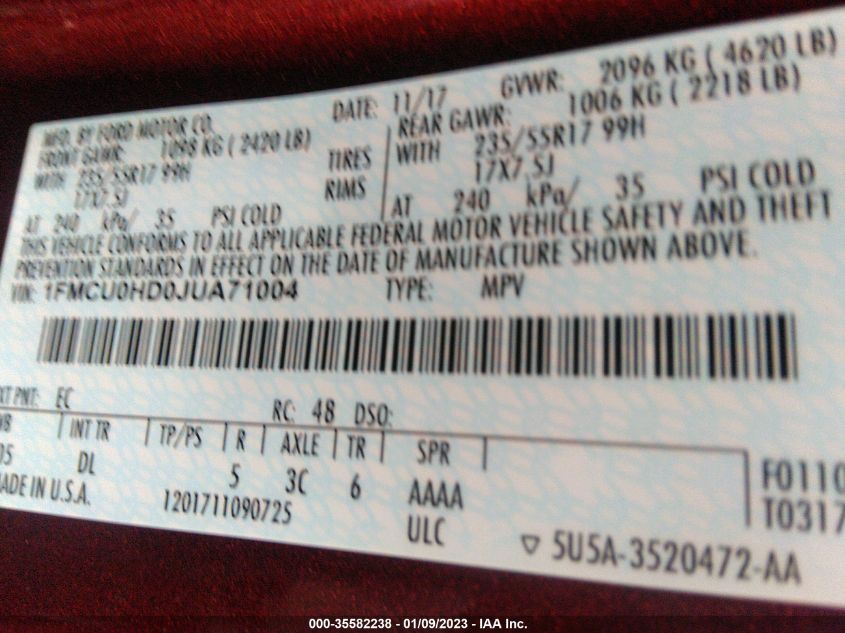 MFD. BY FORD MOTOR CO. DATE: 11/17 GVWR: 2096 KG ( 4620 LB)
FRONT GAWR: 1098 KG ( 2420 LB) REAR GAWR: 1006 KG ( 2218 LB)
WITH 235/55R17 99H TIRES WITH 235/55R17 99H
17X7.5J RIMS 17X7.5J
AT 240 kPa/ 35 PSI COLD AT 240 kPa/ 35 PSI COLD
THIS VEHICLE CONFORMS TO ALL APPLICABLE FEDERAL MOTOR VEHICLE SAFETY AND THEFT
PREVENTION STANDARDS IN EFFECT ON THE DATE OF MANUFACTURE SHOWN ABOVE.
VIN: 1FMCU0HD0JUA71004 TYPE: MPV
XT PNT: EC RC: 48 DSO:
WB INT TR TP/PS R AXLE TR SPR
05 DL 5 3C 6 AAAA F0110
ADE IN U.S.A. 1201711090725 ULC T0317
5U5A-3520472-AA
000-35582238 - 01/09/2023 - IAA Inc.